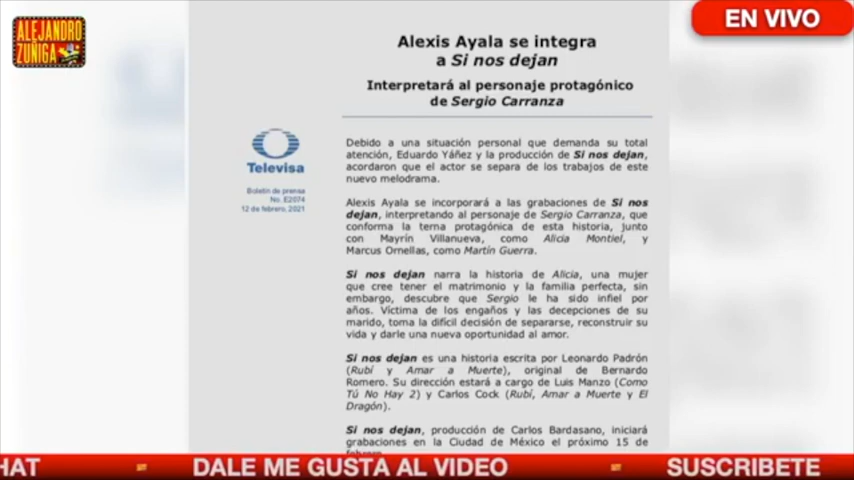 ALEJANDRO
ZÚÑIGA
EN VIVO
Alexis Ayala se integra
a Si nos dejan
Interpretará al personaje protagónico
de Sergio Carranza
Televisa
Boletín de prensa
No. E2074
12 de febrero, 2021
Debido a una situación personal que demanda su total
atención, Eduardo Yáñez y la producción de Si nos dejan,
acordaron que el actor se separa de los trabajos de este
nuevo melodrama.
Alexis Ayala se incorporará a las grabaciones de Si nos
dejan, interpretando al personaje de Sergio Carranza, que
conforma la terna protagónica de esta historia, junto
con Mayrín Villanueva, como Alicia Montiel, y
Marcus Ornellas, como Martín Guerra.
Si nos dejan narra la historia de Alicia, una mujer
que cree tener el matrimonio y la familia perfecta, sin
embargo, descubre que Sergio le ha sido infiel por
años. Víctima de los engaños y las decepciones de su
marido, toma la difícil decisión de separarse, reconstruir su
vida y darle una nueva oportunidad al amor.
Si nos dejan es una historia escrita por Leonardo Padrón
(Rubí y Amar a Muerte), original de Bernardo
Romero. Su dirección estará a cargo de Luis Manzo (Como
Tú No Hay 2) y Carlos Cock (Rubí, Amar a Muerte y El
Dragón).
Si nos dejan, producción de Carlos Bardasano, iniciará
grabaciones en la Ciudad de México el próximo 15 de
febrero.
HAT DALE ME GUSTA AL VIDEO SUSCRIBETE